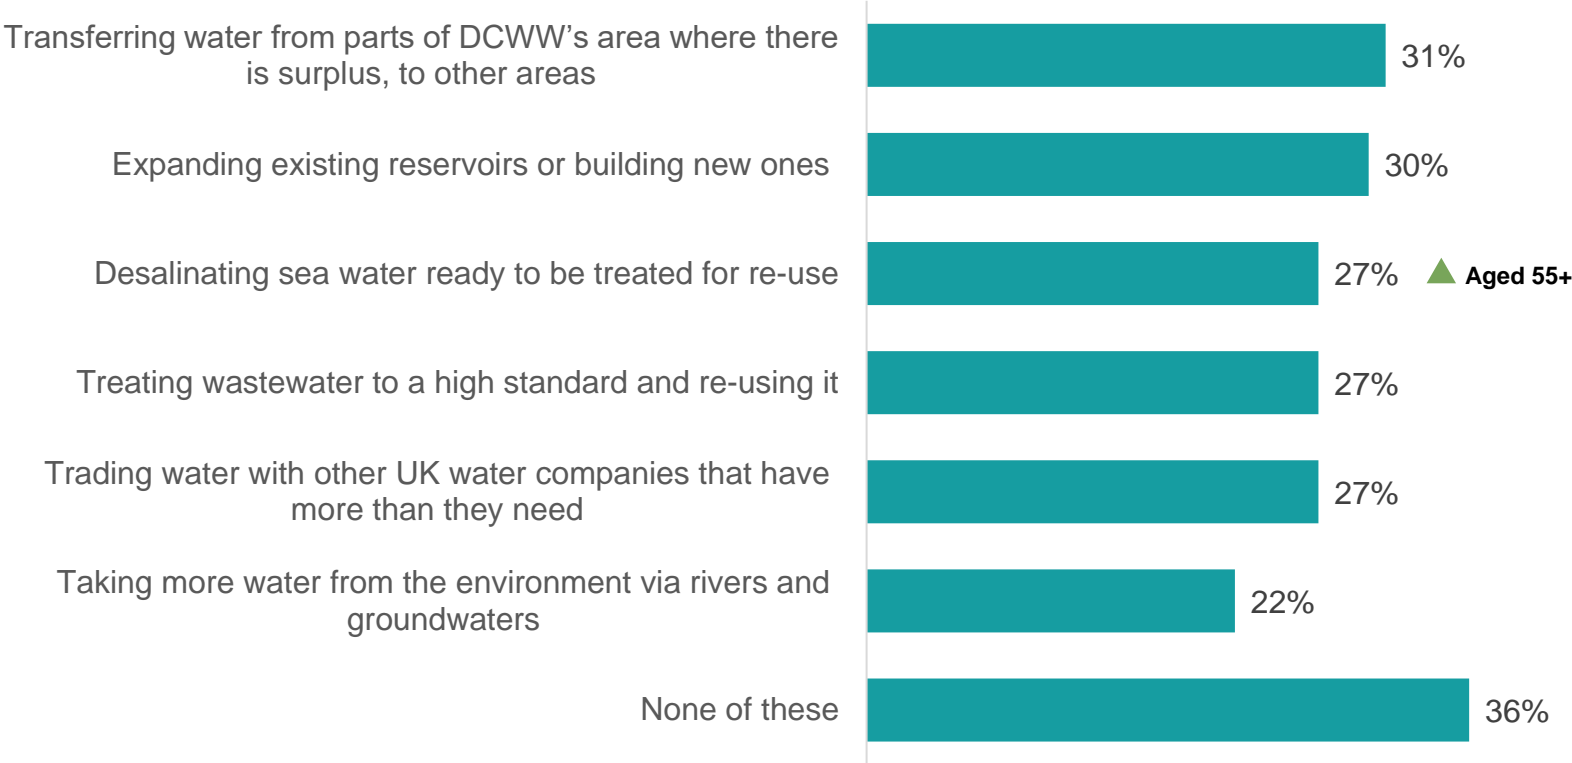 Transferring water from parts of DCWW’s area where there
is surplus, to other areas
31%
Expanding existing reservoirs or building new ones
30%
Desalinating sea water ready to be treated for re-use
27%
Aged 55+
Treating wastewater to a high standard and re-using it
27%
Trading water with other UK water companies that have
more than they need
27%
Taking more water from the environment via rivers and
groundwaters
22%
None of these
36%